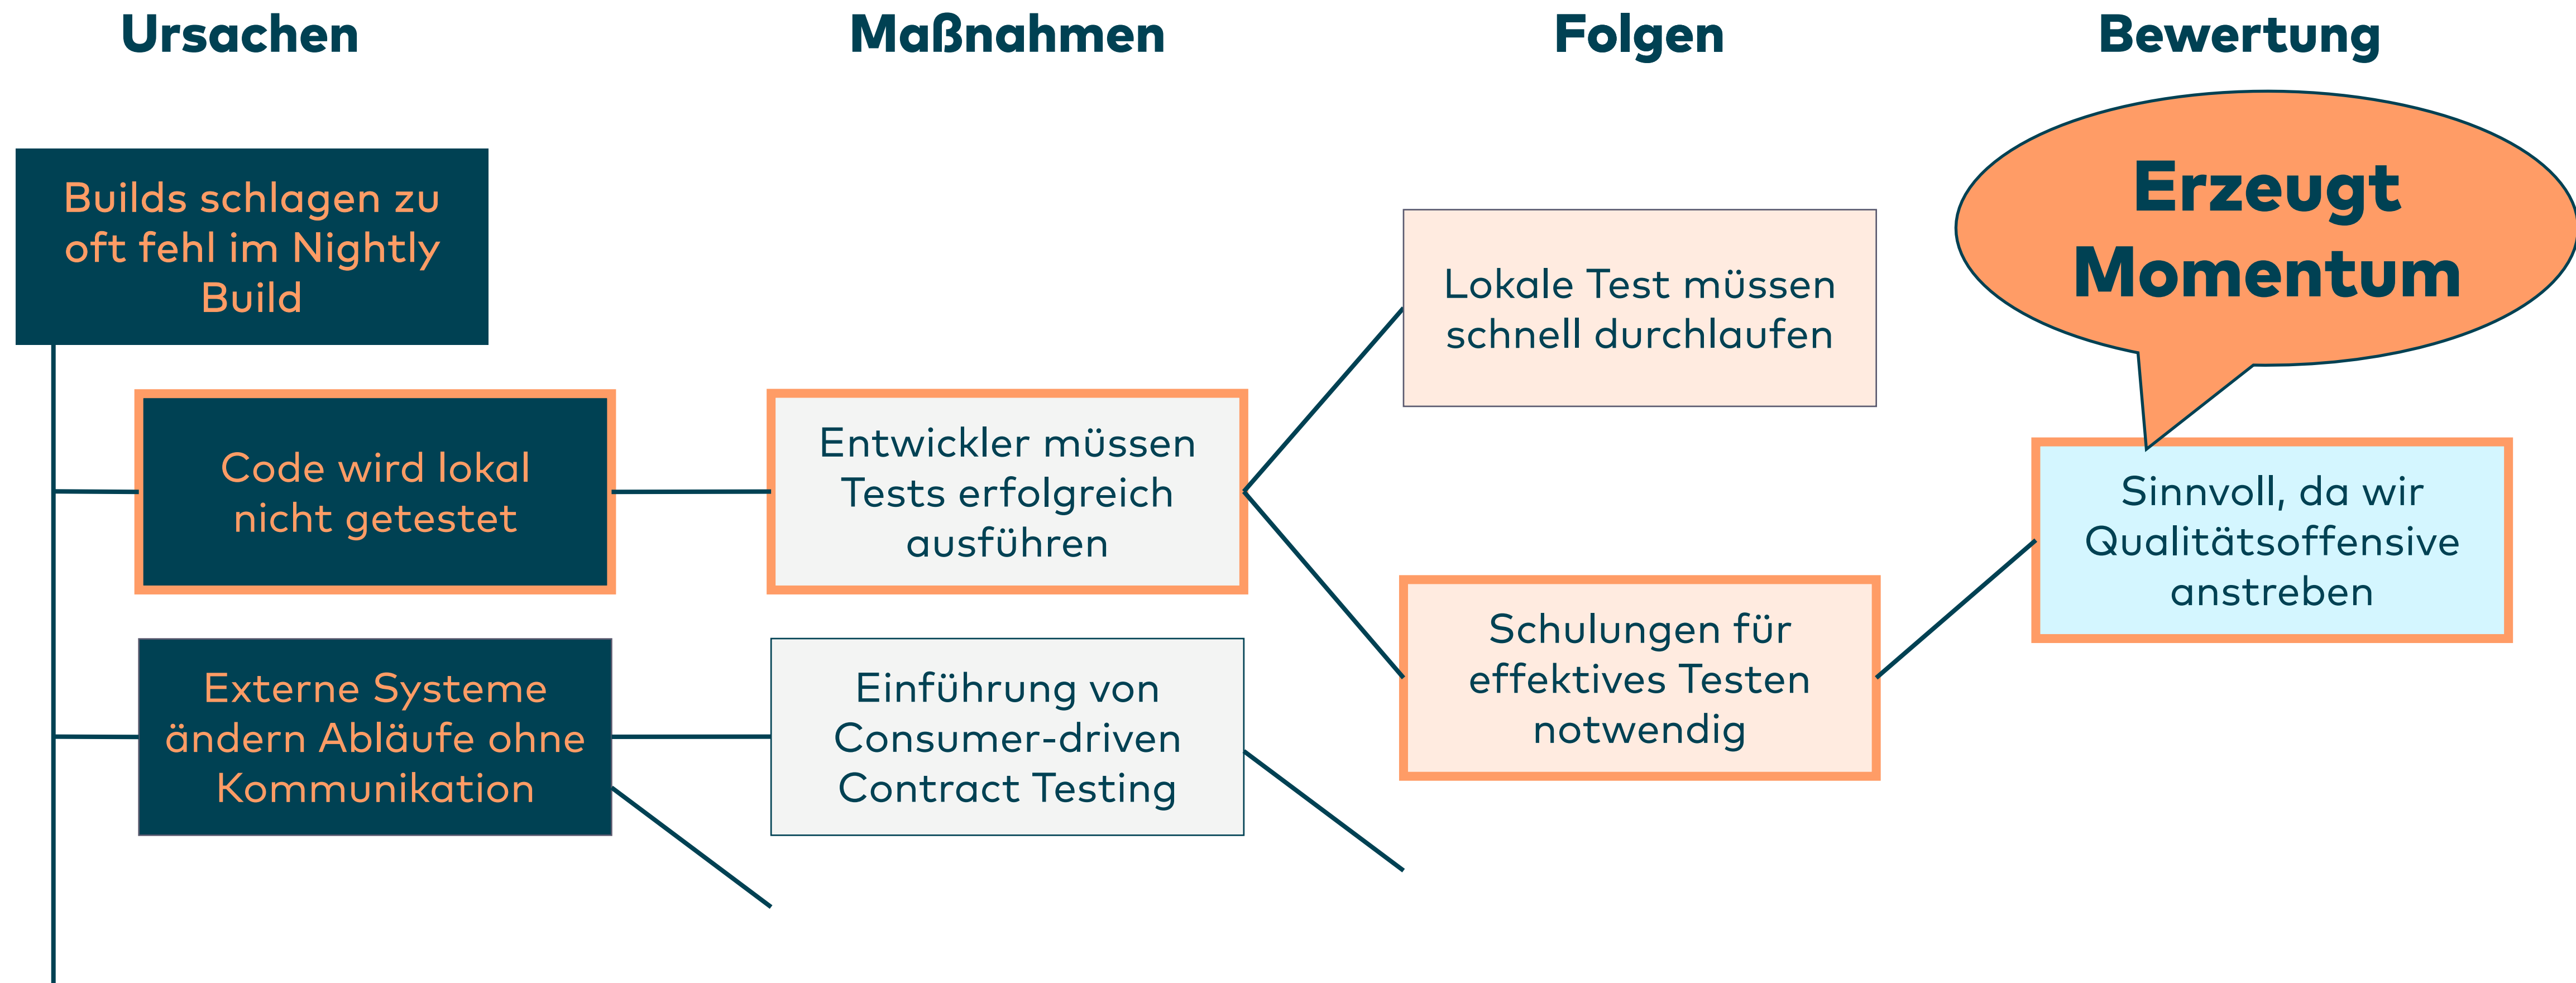 Ursachen
Maßnahmen
Folgen
Bewertung
Builds schlagen zu
oft fehl im Nightly
Build
Code wird lokal
nicht getestet
Externe Systeme
ändern Abläufe ohne
Kommunikation
Entwickler müssen
Tests erfolgreich
ausführen
Einführung von
Consumer-driven
Contract Testing
Lokale Test müssen
schnell durchlaufen
Schulungen für
effektives Testen
notwendig
Erzeugt
Momentum
Sinnvoll, da wir
Qualitätsoffensive
anstreben